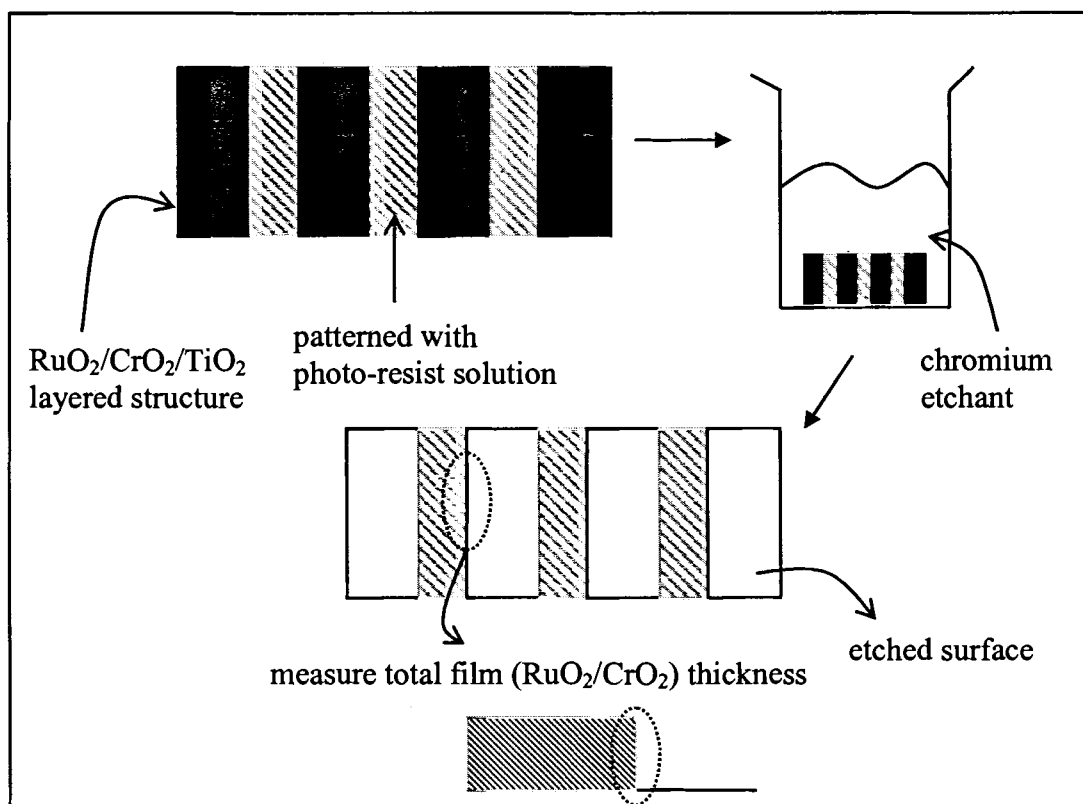 RuO₂/CrO₂/TiO₂
layered structure
patterned with
photo-resist solution
chromium
etchant
etched surface
measure total film (RuO₂/CrO₂) thickness